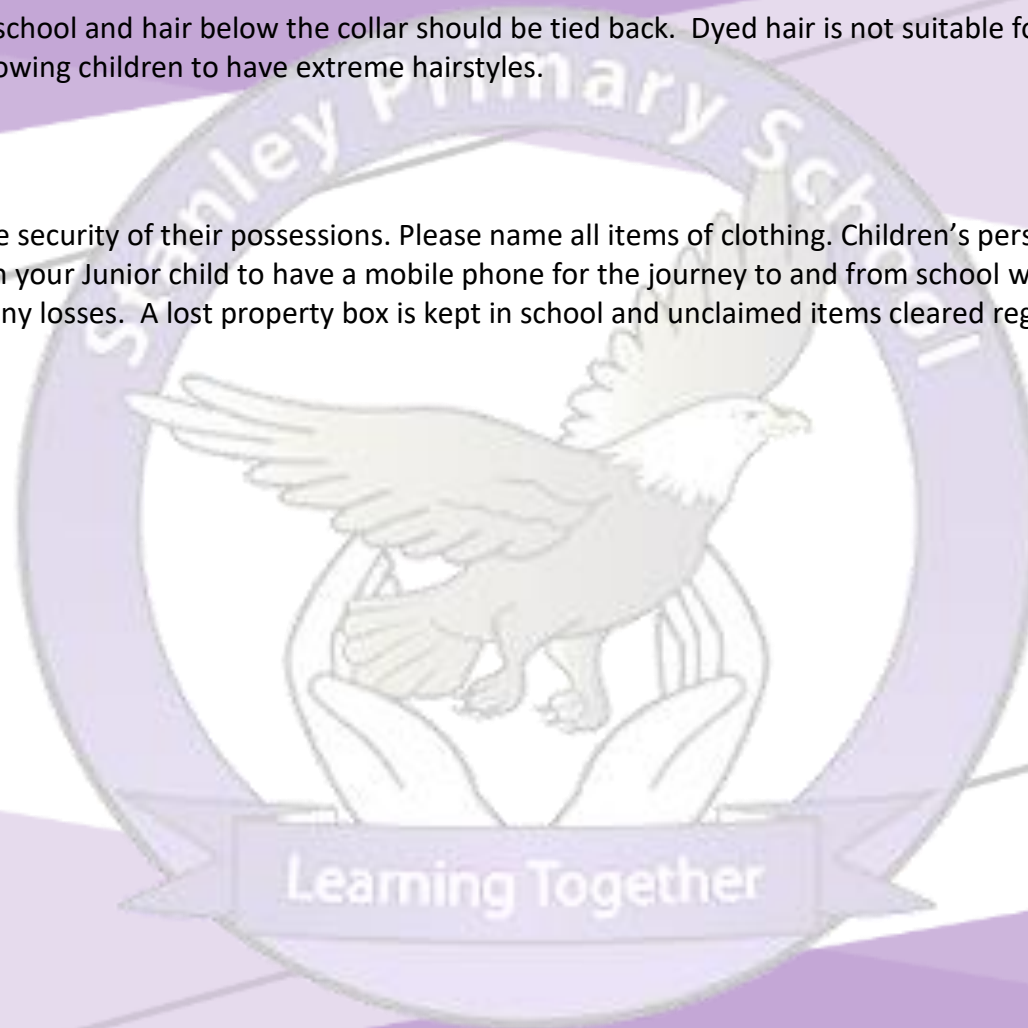 school and hair below the collar should be tied back.  Dyed hair is not suitable fo
owing children to have extreme hairstyles.
Stanley Primary School
e security of their possessions. Please name all items of clothing. Children’s pers
your Junior child to have a mobile phone for the journey to and from school w
ny losses.  A lost property box is kept in school and unclaimed items cleared reg
Learning Together